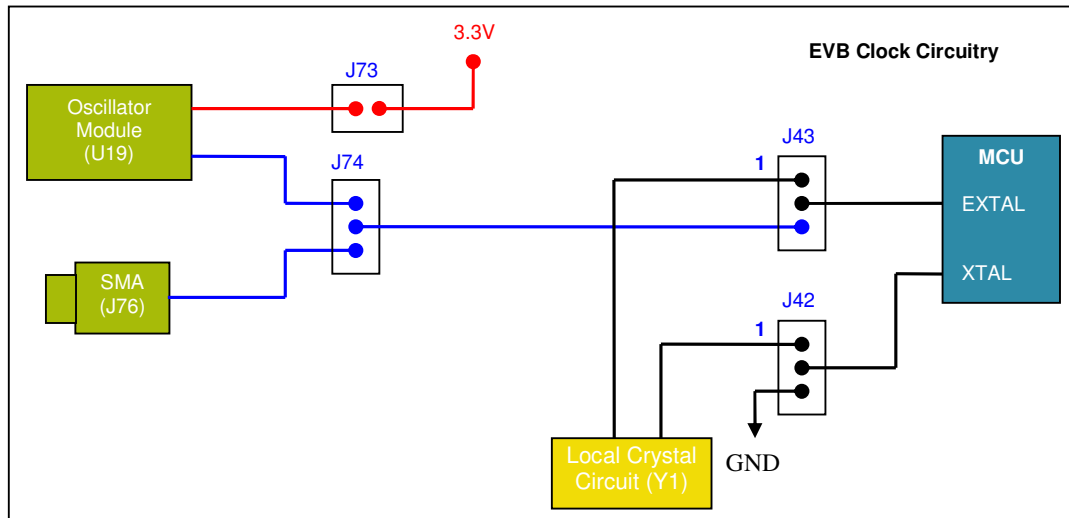 EVB Clock Circuitry
3.3V
J73
Oscillator
Module
(U19)
J74
J43
1
MCU
EXTAL
XTAL
SMA
(J76)
J42
1
GND
Local Crystal
Circuit (Y1)